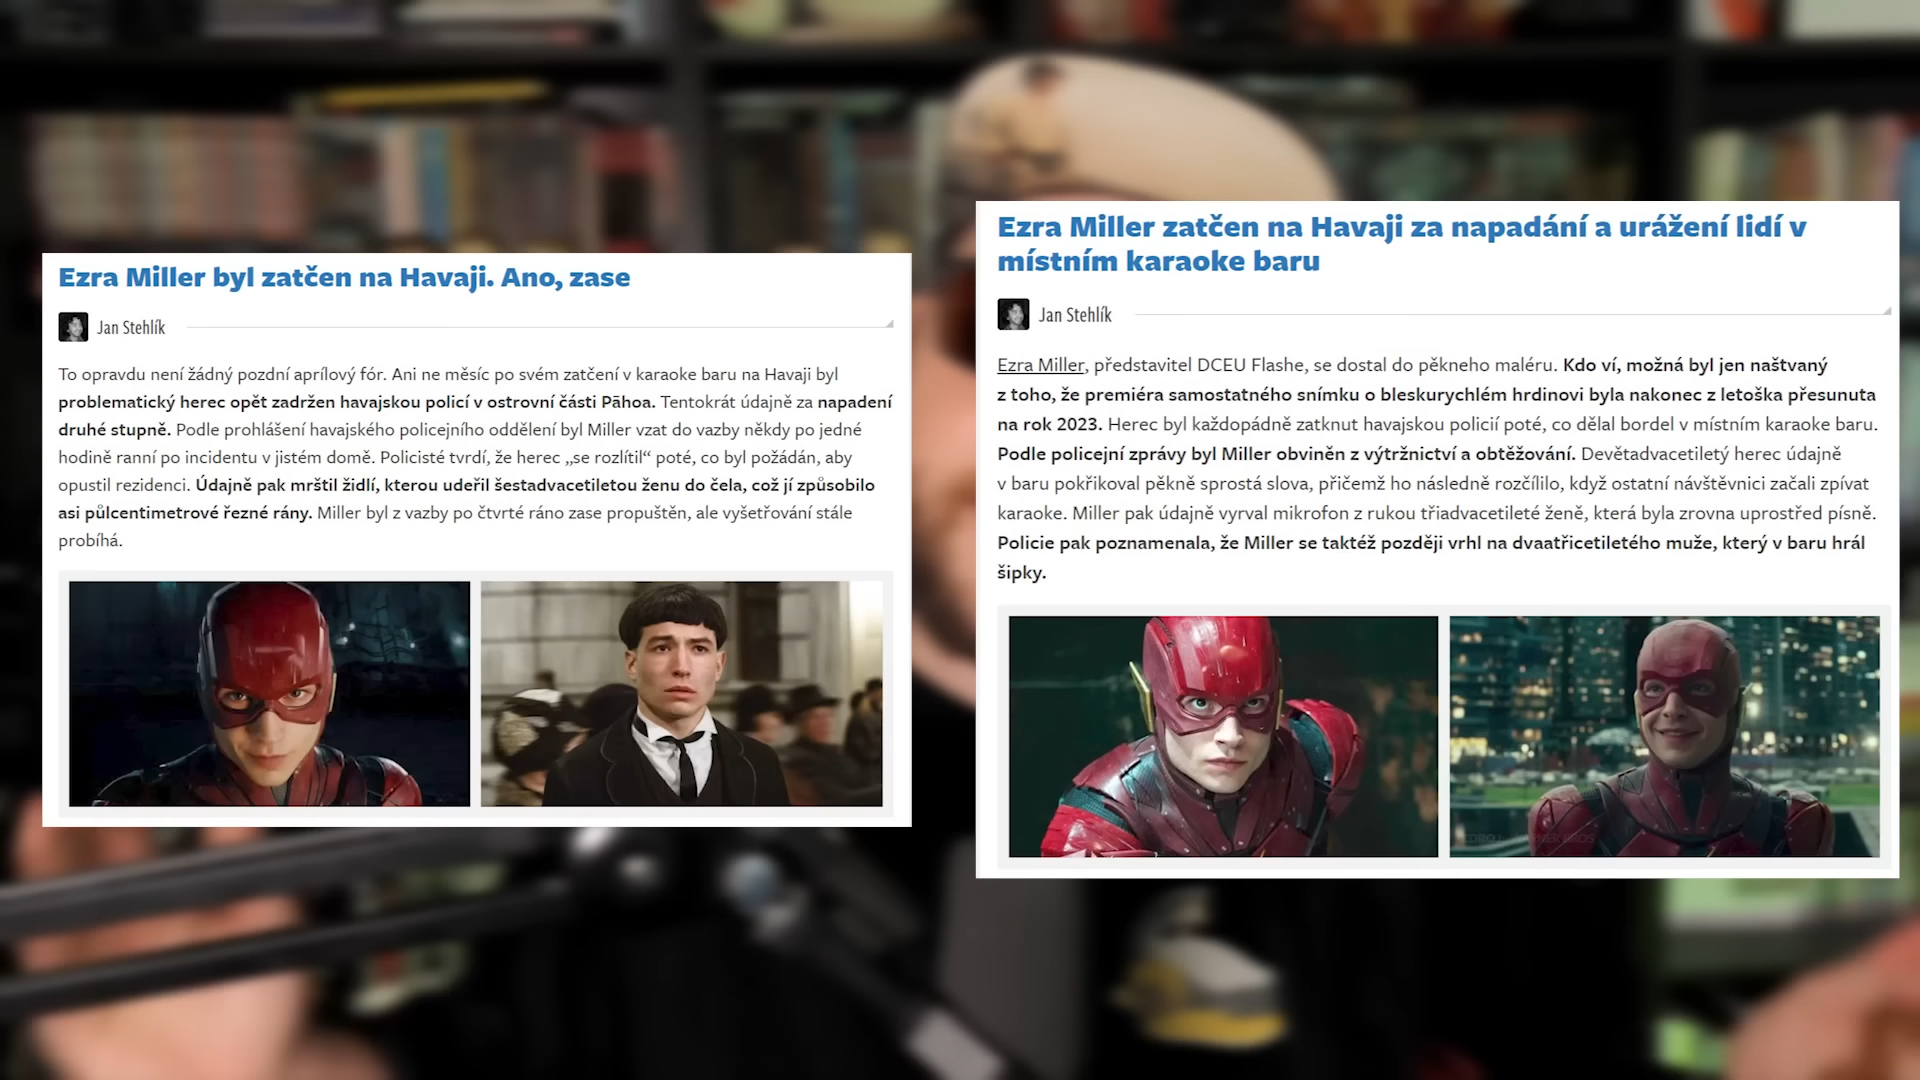 Ezra Miller byl zatčen na Havaji. Ano, zase
Jan Stehlík
To opravdu není žádný pozdní aprílový fór. Ani ne měsíc po svém zatčení v karaoke baru na Havaji byl
problematický herec opět zadržen havajskou policí v ostrovní části Pāhoa. Tentokrát údajně za napadení
druhé stupně. Podle prohlášení havajského policejního oddělení byl Miller vzat do vazby někdy po jedné
hodině ranní po incidentu v jistém domě. Policisté tvrdí, že herec „se rozlítil“ poté, co byl požádán, aby
opustil rezidenci. Údajně pak mrštil židlí, kterou udeřil šestadvacetiletou ženu do čela, což jí způsobilo
asi půlcentimetrové řezné rány. Miller byl z vazby po čtvrté ráno zase propuštěn, ale vyšetřování stále
probíhá.
Ezra Miller zatčen na Havaji za napadání a urážení lidí v
místním karaoke baru
Jan Stehlík
Ezra Miller, představitel DCEU Flashe, se dostal do pěkneho maléru. Kdo ví, možná byl jen naštvaný
z toho, že premiéra samostatného snímku o bleskurychlém hrdinovi byla nakonec z letoška přesunuta
na rok 2023. Herec byl každopádně zatknut havajskou policií poté, co dělal bordel v místním karaoke baru.
Podle policejní zprávy byl Miller obviněn z výtržnictví a obtěžování. Devětadvacetiletý herec údajně
v baru pokřikoval pěkně sprostá slova, přičemž ho následně rozčílilo, když ostatní návštěvnici začali zpívat
karaoke. Miller pak údajně vyrval mikrofon z rukou třiadvacetileté ženě, která byla zrovna uprostřed písně.
Policie pak poznamenala, že Miller se taktéž později vrhl na dvaatřicetiletého muže, který v baru hrál
šipky.